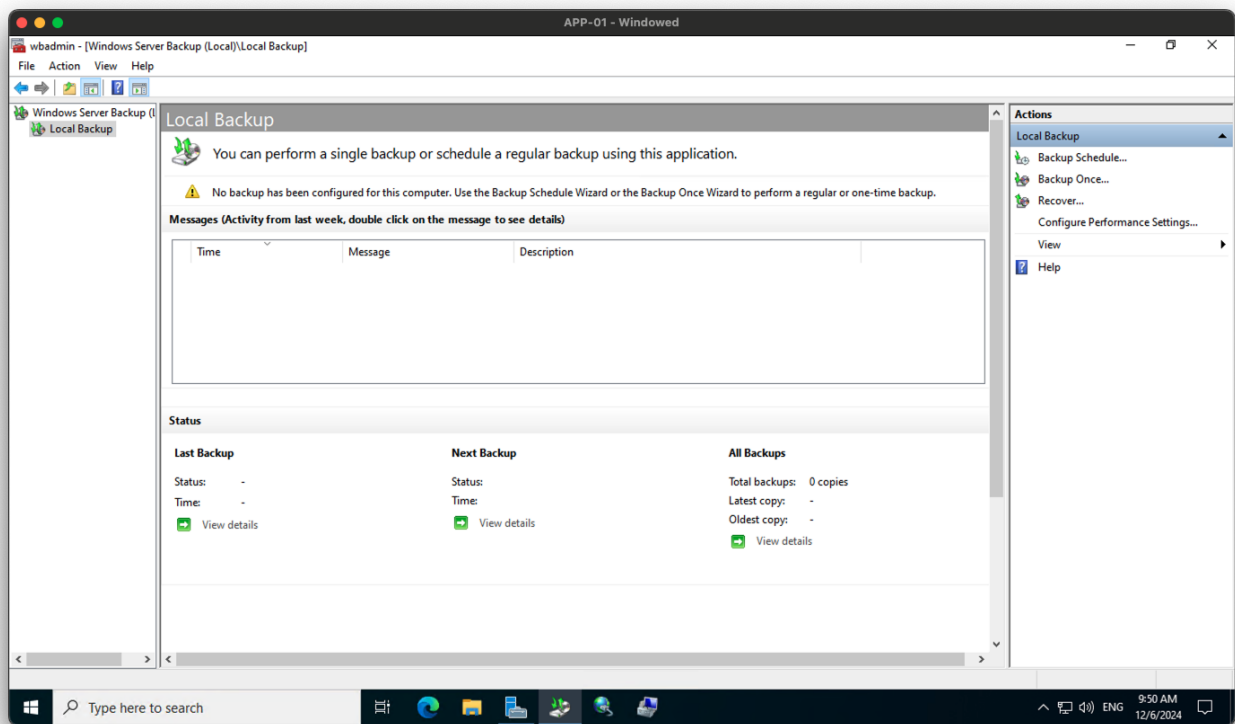 APP-01 - Windowed
wbadmin - [Windows Server Backup (Local)\Local Backup]
File Action View Help
Windows Server Backup (L
Local Backup
Local Backup
You can perform a single backup or schedule a regular backup using this application.
No backup has been configured for this computer. Use the Backup Schedule Wizard or the Backup Once Wizard to perform a regular or one-time backup.
Messages (Activity from last week, double click on the message to see details)
Time Message Description
Status
Last Backup
Status: -
Time: -
View details
Next Backup
Status:
Time:
View details
All Backups
Total backups: 0 copies
Latest copy: -
Oldest copy: -
View details
Actions
Local Backup
Backup Schedule...
Backup Once...
Recover...
Configure Performance Settings...
View
Help
Type here to search
ENG
9:50 AM
12/6/2024